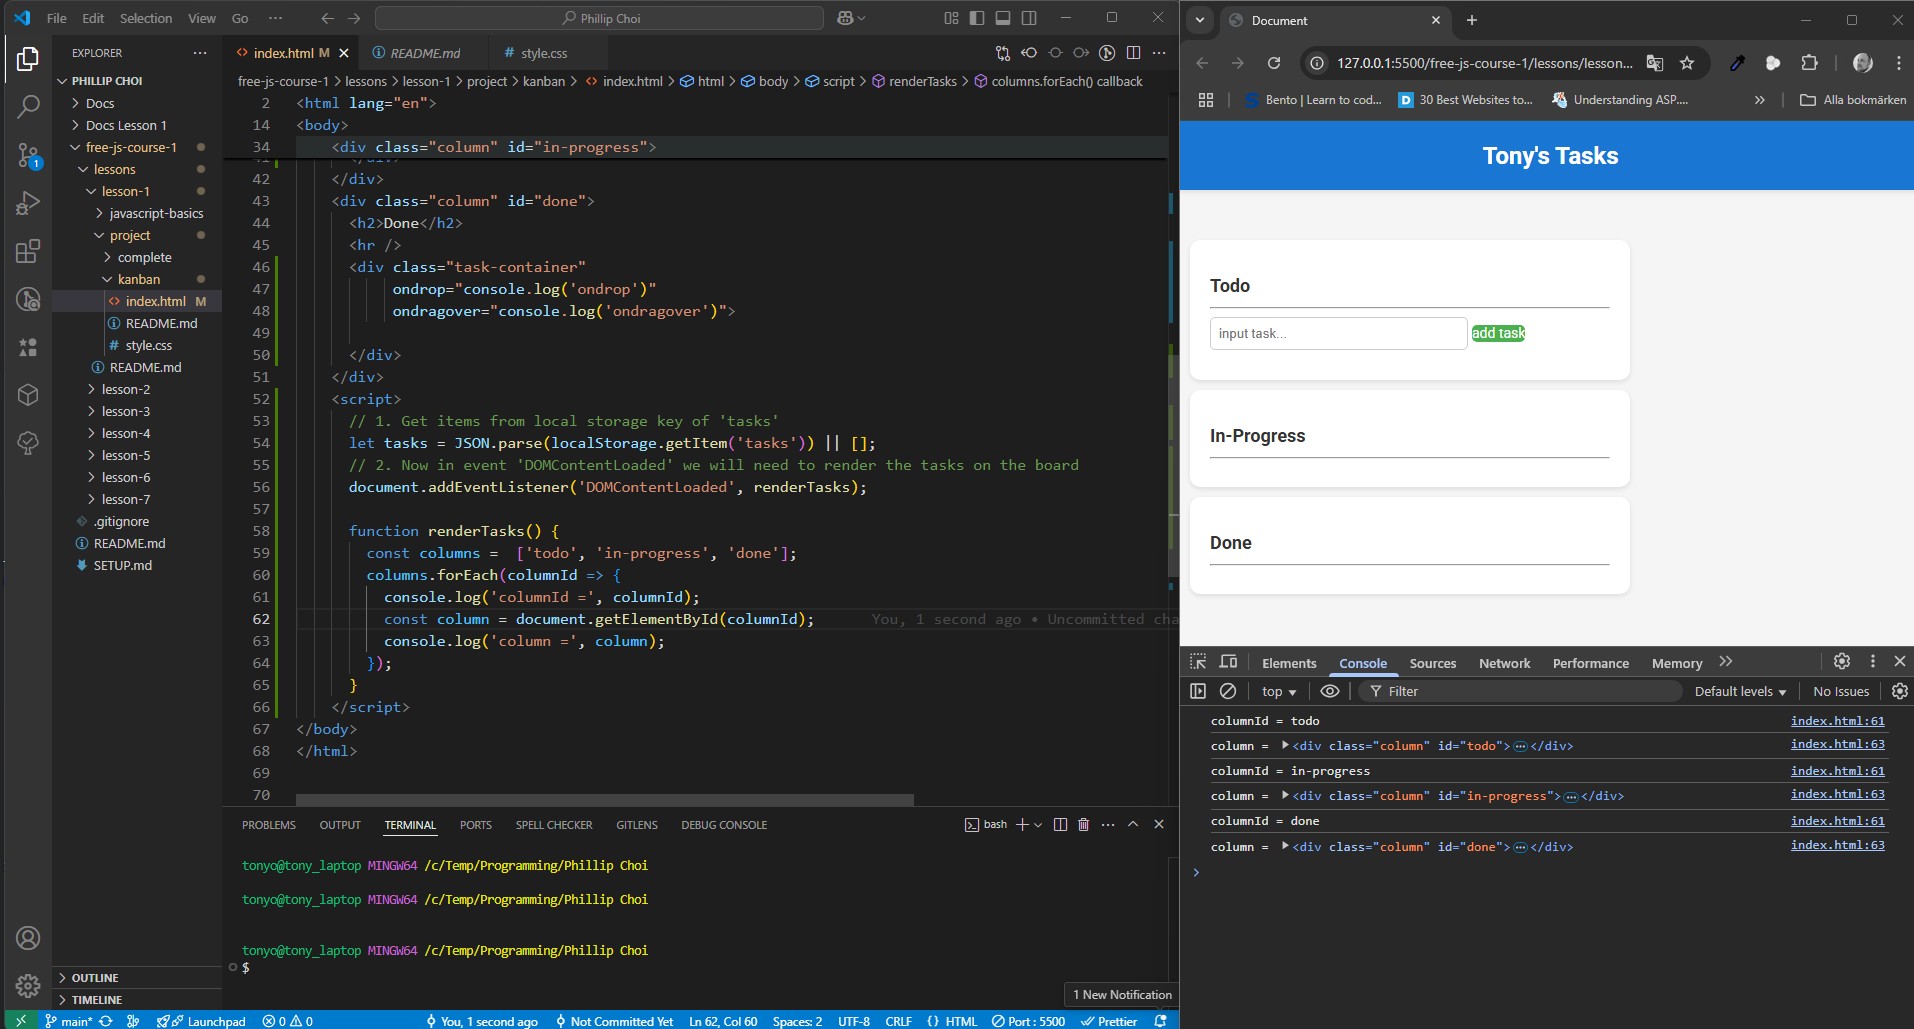 File Edit Selection View Go ··· Phillip Choi
EXPLORER ···
PHILLIP CHOI
Docs
Docs Lesson 1
free-js-course-1
lessons
lesson-1
javascript-basics
project
complete
kanban
index.html M
README.md
style.css
README.md
lesson-2
lesson-3
lesson-4
lesson-5
lesson-6
lesson-7
.gitignore
README.md
SETUP.md
OUTLINE
TIMELINE
1
index.html M README.md style.css
free-js-course-1 > lessons > lesson-1 > project > kanban > index.html > html > body > script > renderTasks > columns.forEach() callback
2 <html lang="en">
14 <body>
34 <div class="column" id="in-progress">
42 </div>
43 <div class="column" id="done">
44 <h2>Done</h2>
45 <hr />
46 <div class="task-container"
47 ondrop="console.log('ondrop')"
48 ondragover="console.log('ondragover')">
49
50 </div>
51 </div>
52 <script>
53 // 1. Get items from local storage key of 'tasks'
54 let tasks = JSON.parse(localStorage.getItem('tasks')) || [];
55 // 2. Now in event 'DOMContentLoaded' we will need to render the tasks on the board
56 document.addEventListener('DOMContentLoaded', renderTasks);
57
58 function renderTasks() {
59 const columns =  ['todo', 'in-progress', 'done'];
60 columns.forEach(columnId => {
61 console.log('columnId =', columnId);
62 const column = document.getElementById(columnId); You, 1 second ago • Uncommitted cha
63 console.log('column =', column);
64 });
65 }
66 </script>
67 </body>
68 </html>
69
70
PROBLEMS OUTPUT TERMINAL PORTS SPELL CHECKER GITLENS DEBUG CONSOLE
bash
tonyo@tony_laptop MINGW64 /c/Temp/Programming/Phillip Choi
tonyo@tony_laptop MINGW64 /c/Temp/Programming/Phillip Choi
tonyo@tony_laptop MINGW64 /c/Temp/Programming/Phillip Choi
$
1 New Notification
main* Launchpad 0 0 You, 1 second ago Not Committed Yet Ln 62, Col 60 Spaces: 2 UTF-8 CRLF {} HTML Port : 5500 Prettier
Document
127.0.0.1:5500/free-js-course-1/lessons/lesson...
Bento | Learn to cod... 30 Best Websites to... Understanding ASP.... » Alla bokmärken
Tony's Tasks
Todo
input task... add task
In-Progress
Done
Elements Console Sources Network Performance Memory
top Filter Default levels No Issues
columnId = todo index.html:61
column = <div class="column" id="todo">…</div> index.html:63
columnId = in-progress index.html:61
column = <div class="column" id="in-progress">…</div> index.html:63
columnId = done index.html:61
column = <div class="column" id="done">…</div> index.html:63